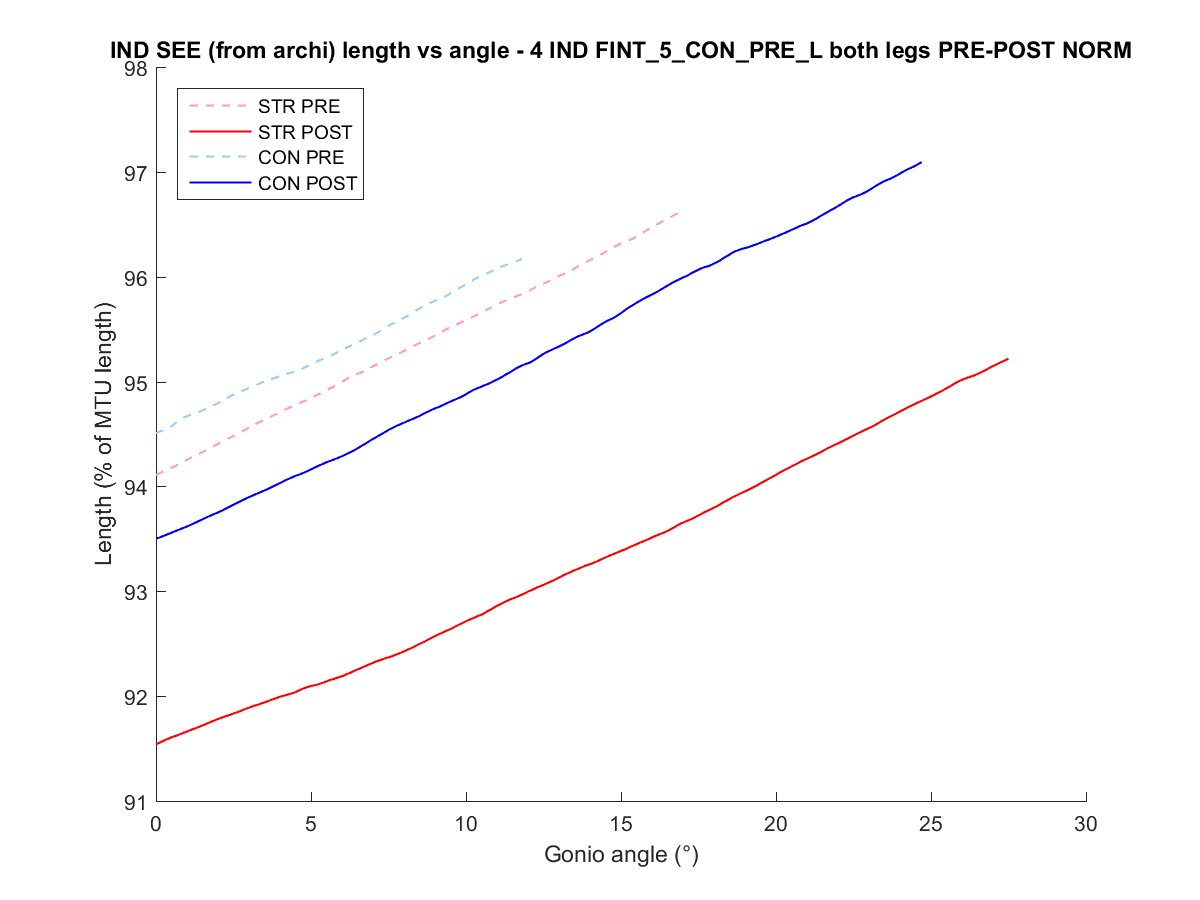 IND SEE (from archi) length vs angle - 4 IND FINT_5_CON_PRE_L both legs PRE-POST NORM
98
97
96
95
94
93
92
91
Length (% of MTU length)
STR PRE
STR POST
CON PRE
CON POST
0 5 10 15 20 25 30
Gonio angle (°)